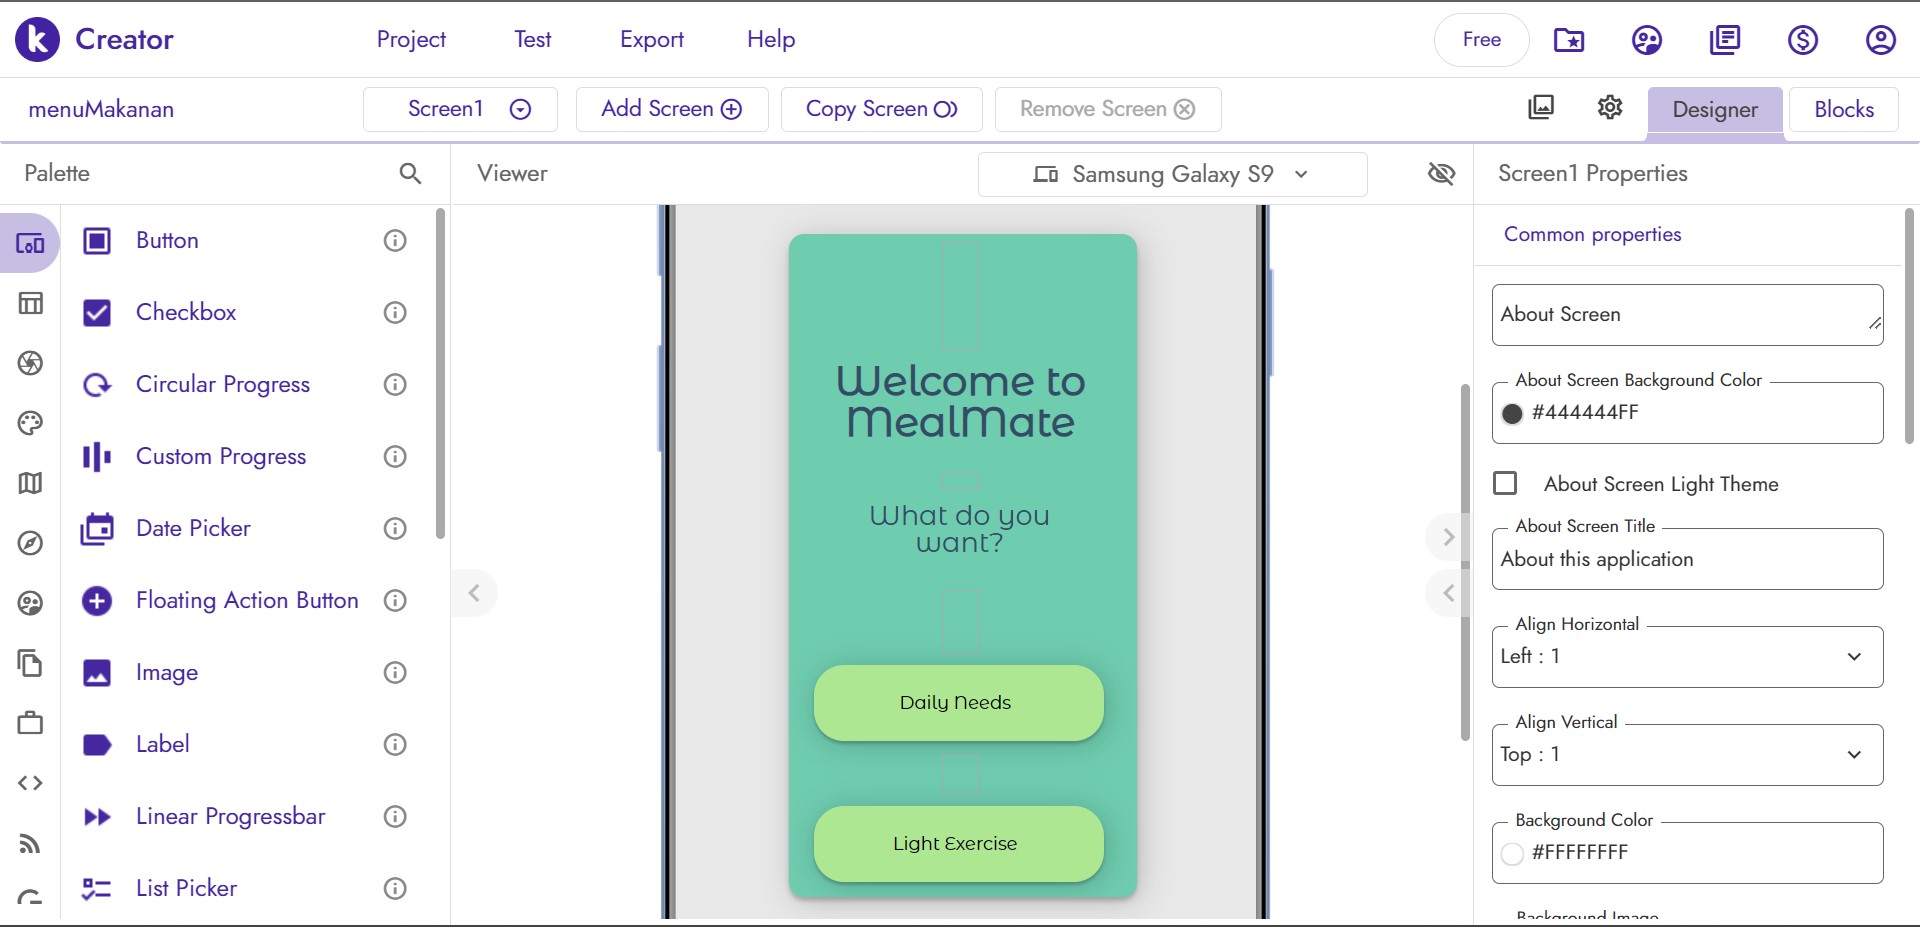 k Creator
Project
Test
Export
Help
Free
menuMakanan
Screen1
Add Screen
Copy Screen
Remove Screen
Designer
Blocks
Palette
Viewer
Samsung Galaxy S9
Screen1 Properties
Button
Checkbox
Circular Progress
Custom Progress
Date Picker
Floating Action Button
Image
Label
Linear Progressbar
List Picker
Welcome to
MealMate
What do you
want?
Daily Needs
Light Exercise
Common properties
About Screen
About Screen Background Color
#444444FF
About Screen Light Theme
About Screen Title
About this application
Align Horizontal
Left : 1
Align Vertical
Top : 1
Background Color
#FFFFFFFF
Background Image